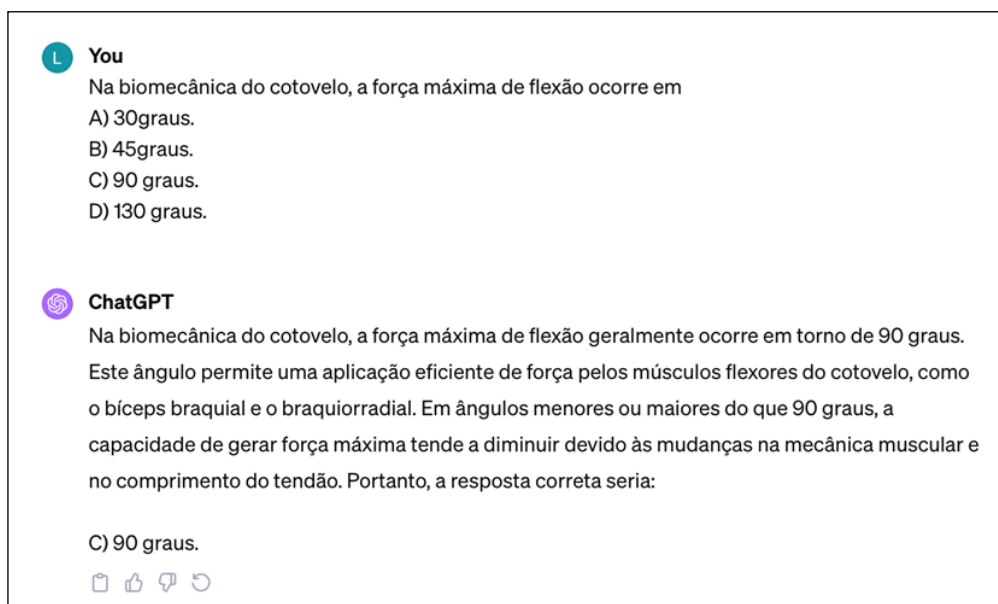 L
You
Na biomecânica do cotovelo, a força máxima de flexão ocorre em
A) 30graus.
B) 45graus.
C) 90 graus.
D) 130 graus.
ChatGPT
Na biomecânica do cotovelo, a força máxima de flexão geralmente ocorre em torno de 90 graus.
Este ângulo permite uma aplicação eficiente de força pelos músculos flexores do cotovelo, como
o bíceps braquial e o braquiorradial. Em ângulos menores ou maiores do que 90 graus, a
capacidade de gerar força máxima tende a diminuir devido às mudanças na mecânica muscular e
no comprimento do tendão. Portanto, a resposta correta seria:
C) 90 graus.